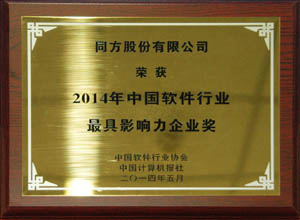 同方股份有限公司
荣获
2014年中国软件行业
最具影响力企业奖
中国软件行业协会
中国计算机报社
二〇一四年五月